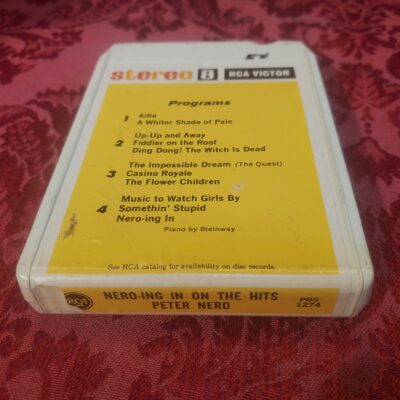 stereo 8 RCA VICTOR
Programs
1 Alfie
A Whiter Shade of Pale
Up-Up and Away
2 Fiddler on the Roof
Ding Dong! The Witch Is Dead
The Impossible Dream (The Quest)
3 Casino Royale
The Flower Children
Music to Watch Girls By
4 Somethin' Stupid
Nero-ing In
Piano by Steinway
See RCA catalog for availability on disc records.
RCA NERO-ING IN ON THE HITS P8S
PETER NERO 1274